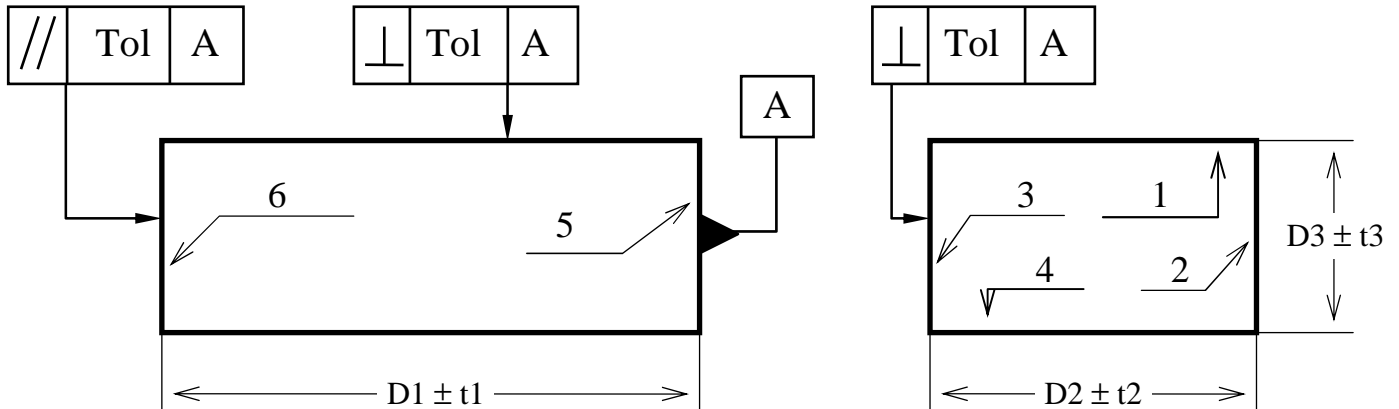 // Tol A
⊥ Tol A
⊥ Tol A
A
6
5
3
1
4
2
D3 ± t3
D1 ± t1
D2 ± t2